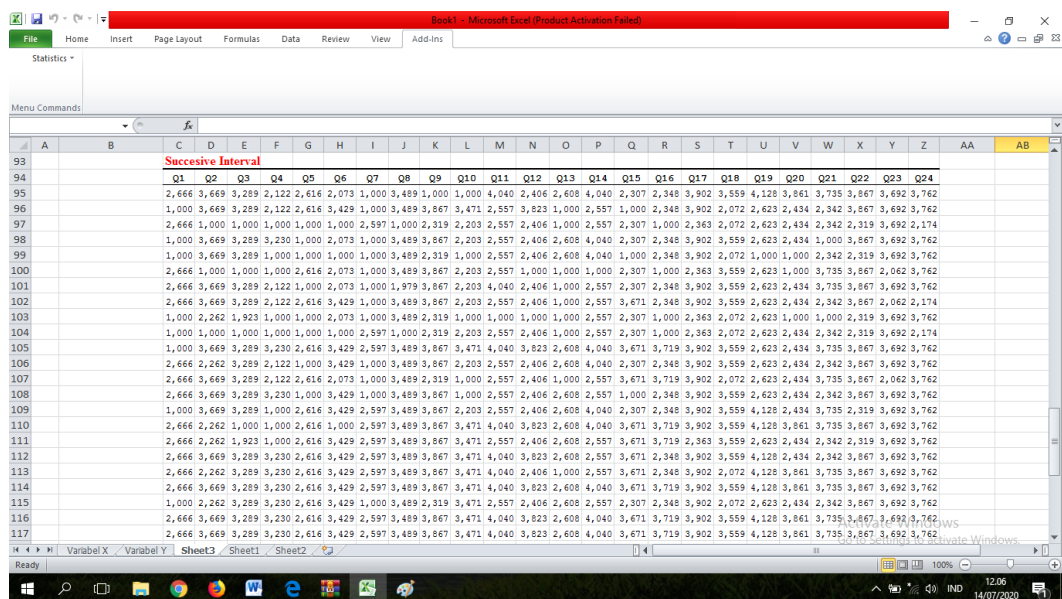 Book1 - Microsoft Excel (Product Activation Failed)
File Home Insert Page Layout Formulas Data Review View Add-Ins
Statistics
Menu Commands
fx
A B C D E F G H I J K L M N O P Q R S T U V W X Y Z AA AB
93 Succesive Interval
94 Q1 Q2 Q3 Q4 Q5 Q6 Q7 Q8 Q9 Q10 Q11 Q12 Q13 Q14 Q15 Q16 Q17 Q18 Q19 Q20 Q21 Q22 Q23 Q24
95 2,666 3,669 3,289 2,122 2,616 2,073 1,000 3,489 1,000 1,000 4,040 2,406 2,608 4,040 2,307 2,348 3,902 3,559 4,128 3,861 3,735 3,867 3,692 3,762
96 1,000 3,669 3,289 2,122 2,616 3,429 1,000 3,489 3,867 3,471 2,557 3,823 1,000 2,557 1,000 2,348 3,902 2,072 2,623 2,434 2,342 3,867 3,692 3,762
97 2,666 1,000 1,000 1,000 1,000 1,000 2,597 1,000 2,319 2,203 2,557 2,406 1,000 2,557 2,307 1,000 2,363 2,072 2,623 2,434 2,342 2,319 3,692 2,174
98 1,000 3,669 3,289 3,230 1,000 2,073 1,000 3,489 3,867 2,203 2,557 2,406 2,608 4,040 2,307 2,348 3,902 3,559 2,623 2,434 1,000 3,867 3,692 3,762
99 1,000 3,669 3,289 1,000 1,000 1,000 1,000 3,489 2,319 1,000 2,557 2,406 2,608 4,040 1,000 2,348 3,902 2,072 1,000 1,000 2,342 2,319 3,692 3,762
100 2,666 1,000 1,000 1,000 2,616 2,073 1,000 3,489 3,867 2,203 2,557 1,000 1,000 1,000 2,307 1,000 2,363 3,559 2,623 1,000 3,735 3,867 2,062 3,762
101 2,666 3,669 3,289 2,122 1,000 2,073 1,000 1,979 3,867 2,203 4,040 2,406 1,000 2,557 2,307 2,348 3,902 3,559 2,623 2,434 3,735 3,867 3,692 3,762
102 2,666 3,669 3,289 2,122 2,616 3,429 1,000 3,489 3,867 2,203 2,557 2,406 1,000 2,557 3,671 2,348 3,902 3,559 2,623 2,434 2,342 3,867 2,062 2,174
103 1,000 2,262 1,923 1,000 1,000 2,073 1,000 3,489 2,319 1,000 1,000 1,000 1,000 2,557 2,307 1,000 2,363 2,072 2,623 1,000 1,000 2,319 3,692 3,762
104 1,000 1,000 1,000 1,000 1,000 1,000 2,597 1,000 2,319 2,203 2,557 2,406 1,000 2,557 2,307 1,000 2,363 2,072 2,623 2,434 2,342 2,319 3,692 2,174
105 1,000 3,669 3,289 3,230 2,616 3,429 2,597 3,489 3,867 3,471 4,040 3,823 2,608 4,040 3,671 3,719 3,902 3,559 2,623 2,434 3,735 3,867 3,692 3,762
106 2,666 2,262 3,289 2,122 1,000 3,429 1,000 3,489 3,867 2,203 2,557 2,406 2,608 4,040 2,307 2,348 3,902 3,559 2,623 2,434 2,342 3,867 3,692 3,762
107 2,666 3,669 3,289 2,122 2,616 2,073 1,000 3,489 2,319 1,000 2,557 2,406 1,000 2,557 3,671 3,719 3,902 2,072 2,623 2,434 3,735 3,867 2,062 3,762
108 2,666 3,669 3,289 3,230 1,000 3,429 1,000 3,489 3,867 1,000 2,557 2,406 2,608 2,557 1,000 2,348 3,902 3,559 2,623 2,434 2,342 3,867 3,692 3,762
109 1,000 3,669 3,289 1,000 2,616 3,429 2,597 3,489 3,867 2,203 2,557 2,406 2,608 4,040 2,307 2,348 3,902 3,559 4,128 2,434 3,735 2,319 3,692 3,762
110 2,666 2,262 1,000 1,000 2,616 1,000 2,597 3,489 3,867 3,471 4,040 3,823 2,608 4,040 3,671 3,719 3,902 3,559 4,128 3,861 3,735 3,867 3,692 3,762
111 2,666 2,262 1,923 1,000 2,616 3,429 2,597 3,489 3,867 3,471 2,557 2,406 2,608 2,557 3,671 3,719 2,363 3,559 2,623 2,434 2,342 2,319 3,692 3,762
112 2,666 3,669 3,289 3,230 2,616 3,429 2,597 3,489 3,867 3,471 4,040 3,823 2,608 2,557 3,671 2,348 3,902 3,559 4,128 2,434 2,342 3,867 3,692 3,762
113 2,666 2,262 3,289 3,230 2,616 3,429 2,597 3,489 3,867 3,471 4,040 2,406 1,000 2,557 3,671 2,348 3,902 2,072 4,128 3,861 3,735 3,867 3,692 3,762
114 2,666 3,669 3,289 3,230 2,616 3,429 2,597 3,489 3,867 3,471 4,040 3,823 2,608 4,040 3,671 3,719 3,902 3,559 4,128 3,861 3,735 3,867 3,692 3,762
115 1,000 2,262 3,289 3,230 2,616 3,429 1,000 3,489 2,319 3,471 2,557 2,406 2,608 2,557 2,307 2,348 3,902 2,072 2,623 2,434 2,342 3,867 3,692 3,762
116 2,666 3,669 3,289 3,230 2,616 3,429 2,597 3,489 3,867 3,471 4,040 3,823 2,608 4,040 3,671 3,719 3,902 3,559 4,128 3,861 3,735 3,867 3,692 3,762
117 2,666 3,669 3,289 3,230 2,616 3,429 2,597 3,489 3,867 3,471 4,040 3,823 2,608 4,040 3,671 3,719 3,902 3,559 4,128 3,861 3,735 3,867 3,692 3,762
Activate Windows
Go to Settings to activate Windows.
Variabel X Variabel Y Sheet3 Sheet1 Sheet2
Ready 100%
IND 12.06
14/07/2020